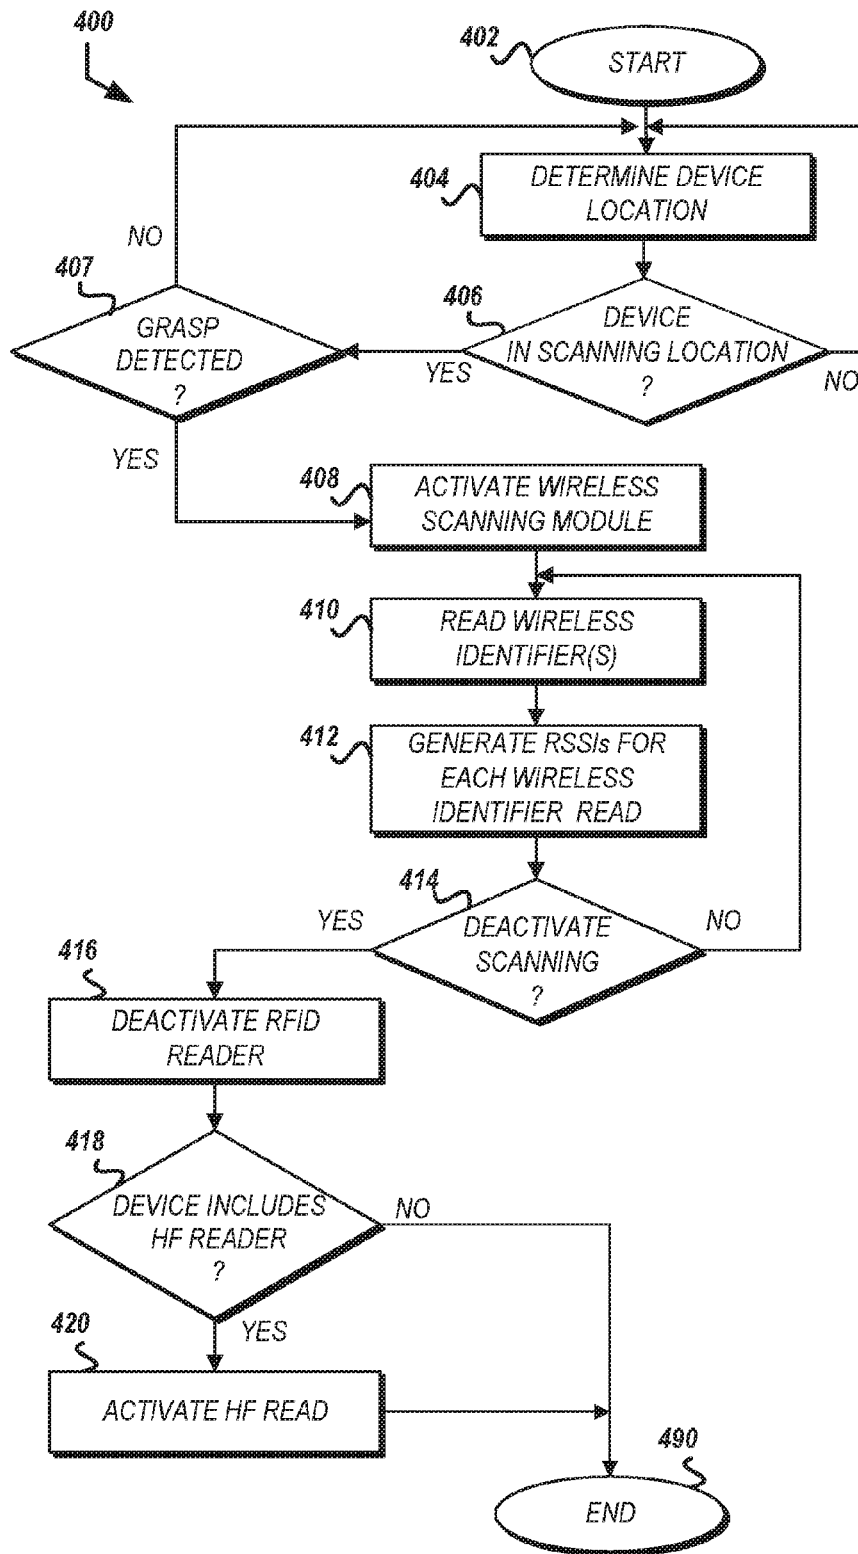 400
402
START
404
DETERMINE DEVICE
LOCATION
NO
407
GRASP
DETECTED
?
406
DEVICE
IN SCANNING LOCATION
?
YES
NO
YES
408
ACTIVATE WIRELESS
SCANNING MODULE
410
READ WIRELESS
IDENTIFIER(S)
412
GENERATE RSSIs FOR
EACH WIRELESS
IDENTIFIER READ
414
YES
DEACTIVATE
SCANNING
?
NO
416
DEACTIVATE RFID
READER
418
DEVICE INCLUDES
HF READER
?
NO
YES
420
ACTIVATE HF READ
490
END